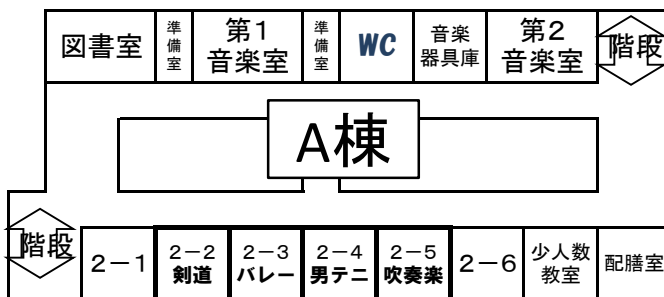 図書室
準備室
第1
音楽室
準備室
WC
音楽
器具庫
第2
音楽室
階段
A棟
階段
2-1
2-2
剣道
2-3
バレー
2-4
男テニ
2-5
吹奏楽
2-6
少人数
教室
配膳室